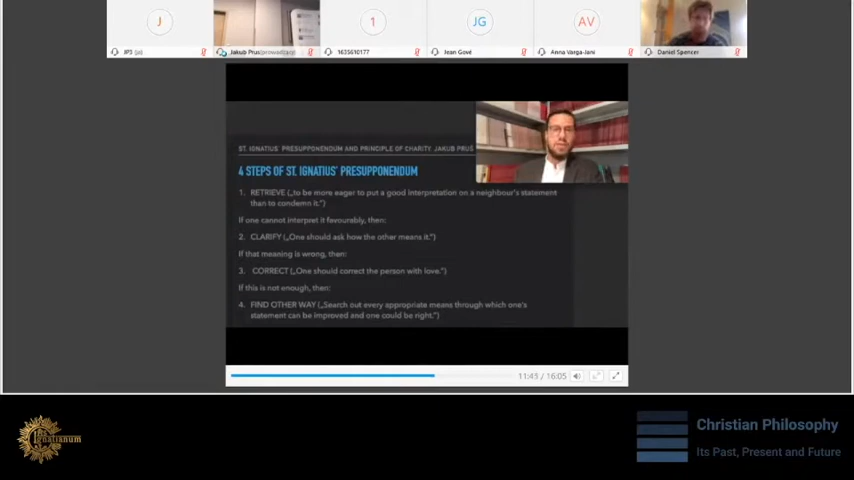 J
1
JG
AV
JPS
Jakub Prus
1635610177
Jean Gové
Anna Varga-Jani
Daniel Spencer
ST. IGNATIUS' PRESUPPONENDUM AND PRINCIPLE OF CHARITY. JAKUB PRUS
4 STEPS OF ST. IGNATIUS' PRESUPPONENDUM
1. RETRIEVE („to be more eager to put a good interpretation on a neighbour's statement
than to condemn it.")
If one cannot interpret it favourably, then:
2. CLARIFY („One should ask how the other means it.")
If that meaning is wrong, then:
3. CORRECT („One should correct the person with love.")
If this is not enough, then:
4. FIND OTHER WAY („Search out every appropriate means through which one's
statement can be improved and one could be right.")
11:45 / 16:05
Ignatianum
Christian Philosophy
Its Past, Present and Future